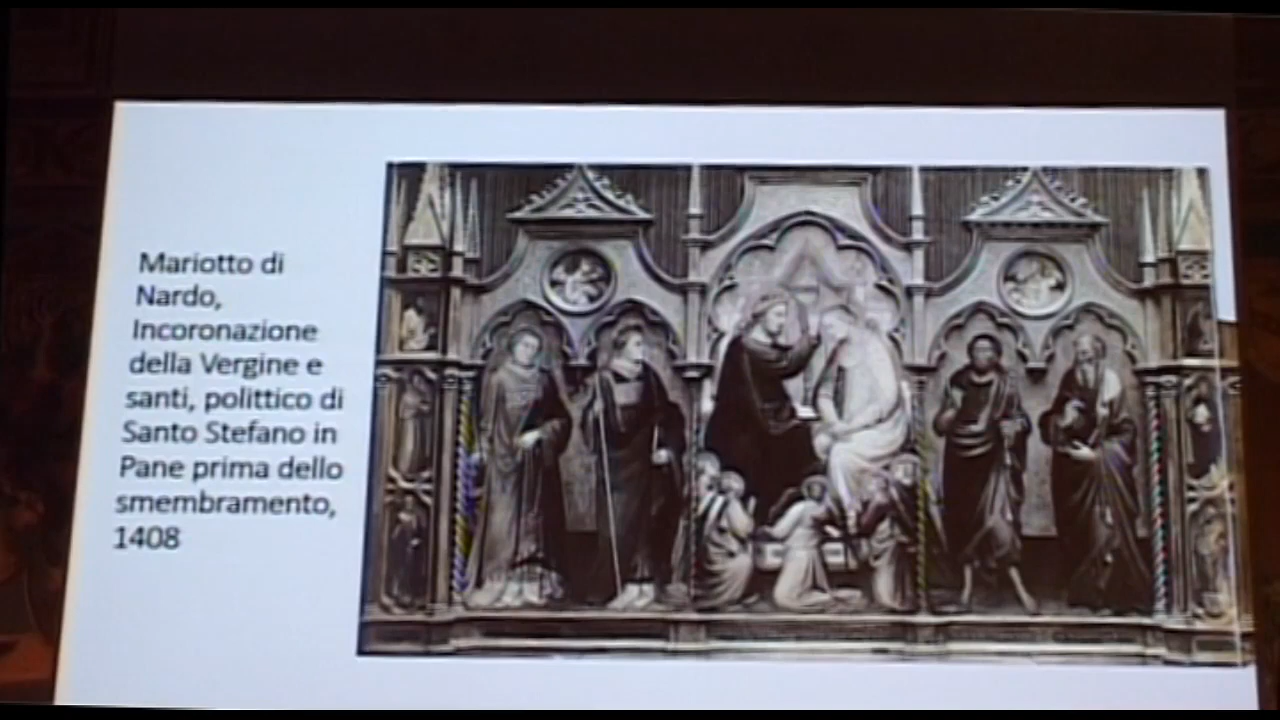 Mariotto di
Nardo,
Incoronazione
della Vergine e
santi, polittico di
Santo Stefano in
Pane prima dello
smembramento,
1408